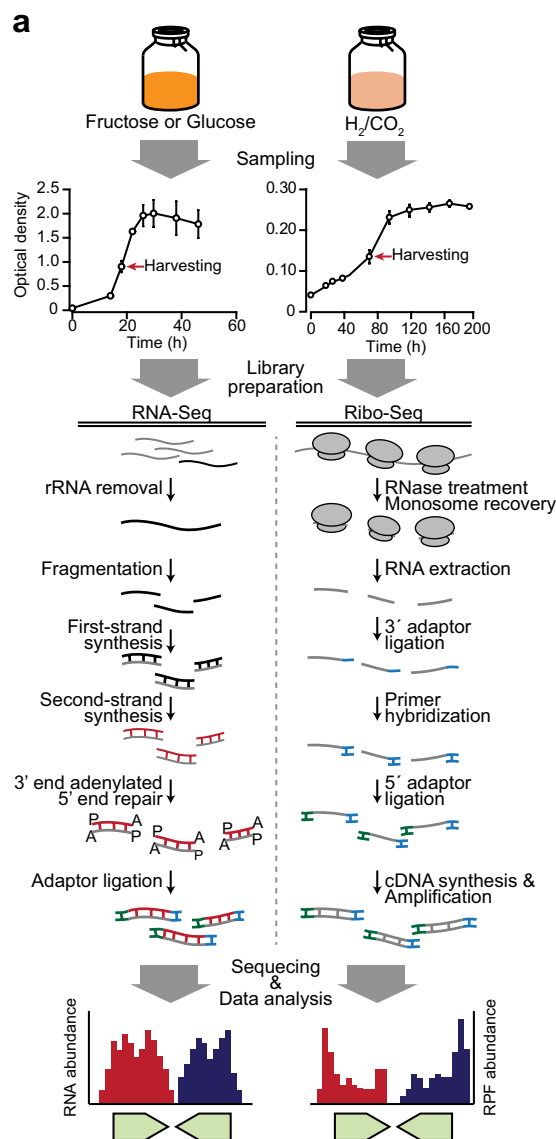 a
Fructose or Glucose
H₂/CO₂
Sampling
Optical density
2.5
2.0
1.5
1.0
0.5
0
Harvesting
0
20
40
60
Time (h)
0.30
0.20
0.10
0.00
Harvesting
0
40
80
120
160
200
Time (h)
Library
preparation
RNA-Seq
Ribo-Seq
rRNA removal
RNase treatment
Monosome recovery
Fragmentation
RNA extraction
First-strand
synthesis
3´ adaptor
ligation
Second-strand
synthesis
Primer
hybridization
3' end adenylated
5' end repair
5´ adaptor
ligation
P A
A P
P A
A P
P A
A P
Adaptor ligation
cDNA synthesis &
Amplification
Sequecing
&
Data analysis
RNA abundance
RPF abundance